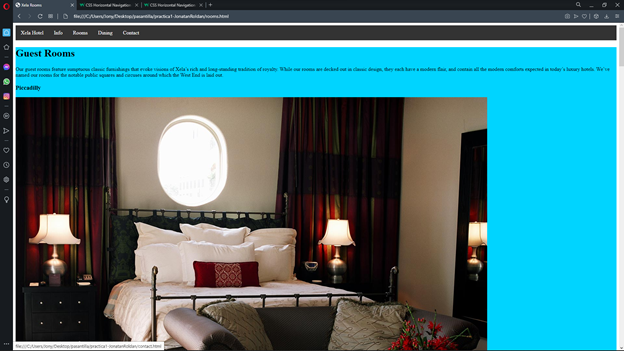 Xela Rooms
CSS Horizontal Navigation
CSS Horizontal Navigation
file:///C:/Users/tony/Desktop/pasantilla/practica1-JonatanRoldan/rooms.html
Xela Hotel Info Rooms Dining Contact
Guest Rooms
Our guest rooms feature sumptuous classic furnishings that evoke visions of Xela's rich and long-standing tradition of royalty. While our rooms are decked out in classic design, they each have a modern flair, and contain all the modern comforts expected in today's luxury hotels. We've
named our rooms for the notable public squares and circuses around which the West End is laid out.
Piccadilly
file:///C:/Users/tony/Desktop/pasantilla/practica1-JonatanRoldan/contact.html